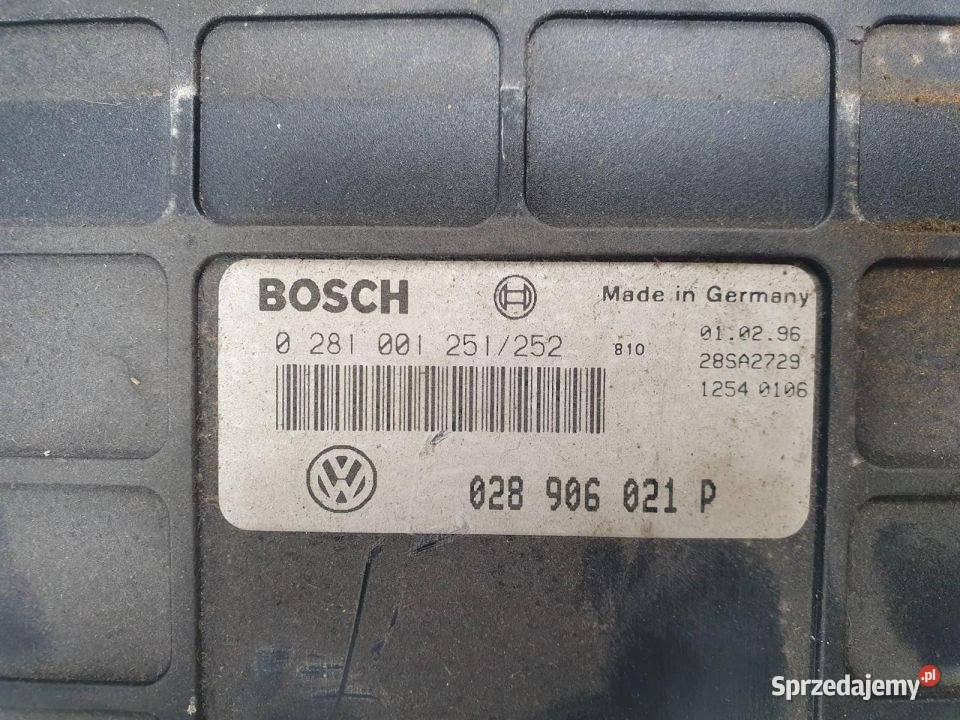 BOSCH
Made in Germany
0 281 001 251/252
810
01.02.96
28SA2729
1254 0106
VW
028 906 021 P
Sprzedajemy.pl